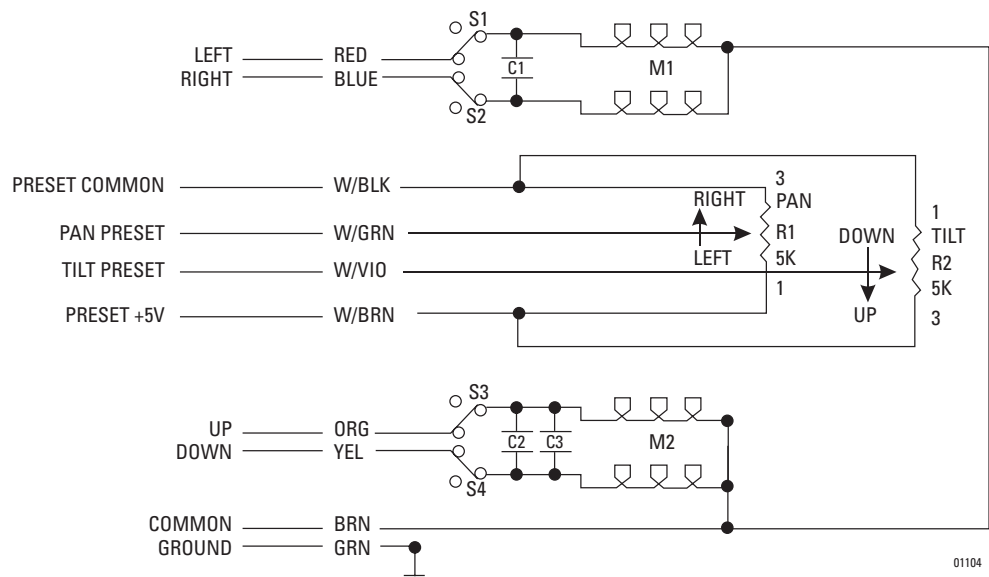 S1
LEFT RED
RIGHT BLUE
C1
M1
S2
PRESET COMMON W/BLK
3
RIGHT PAN
1
PAN PRESET W/GRN
R1
DOWN TILT
LEFT 5K
R2
TILT PRESET W/VIO
1
5K
PRESET +5V W/BRN
UP 3
S3
UP ORG
DOWN YEL
C2 C3
M2
S4
COMMON BRN
GROUND GRN
01104